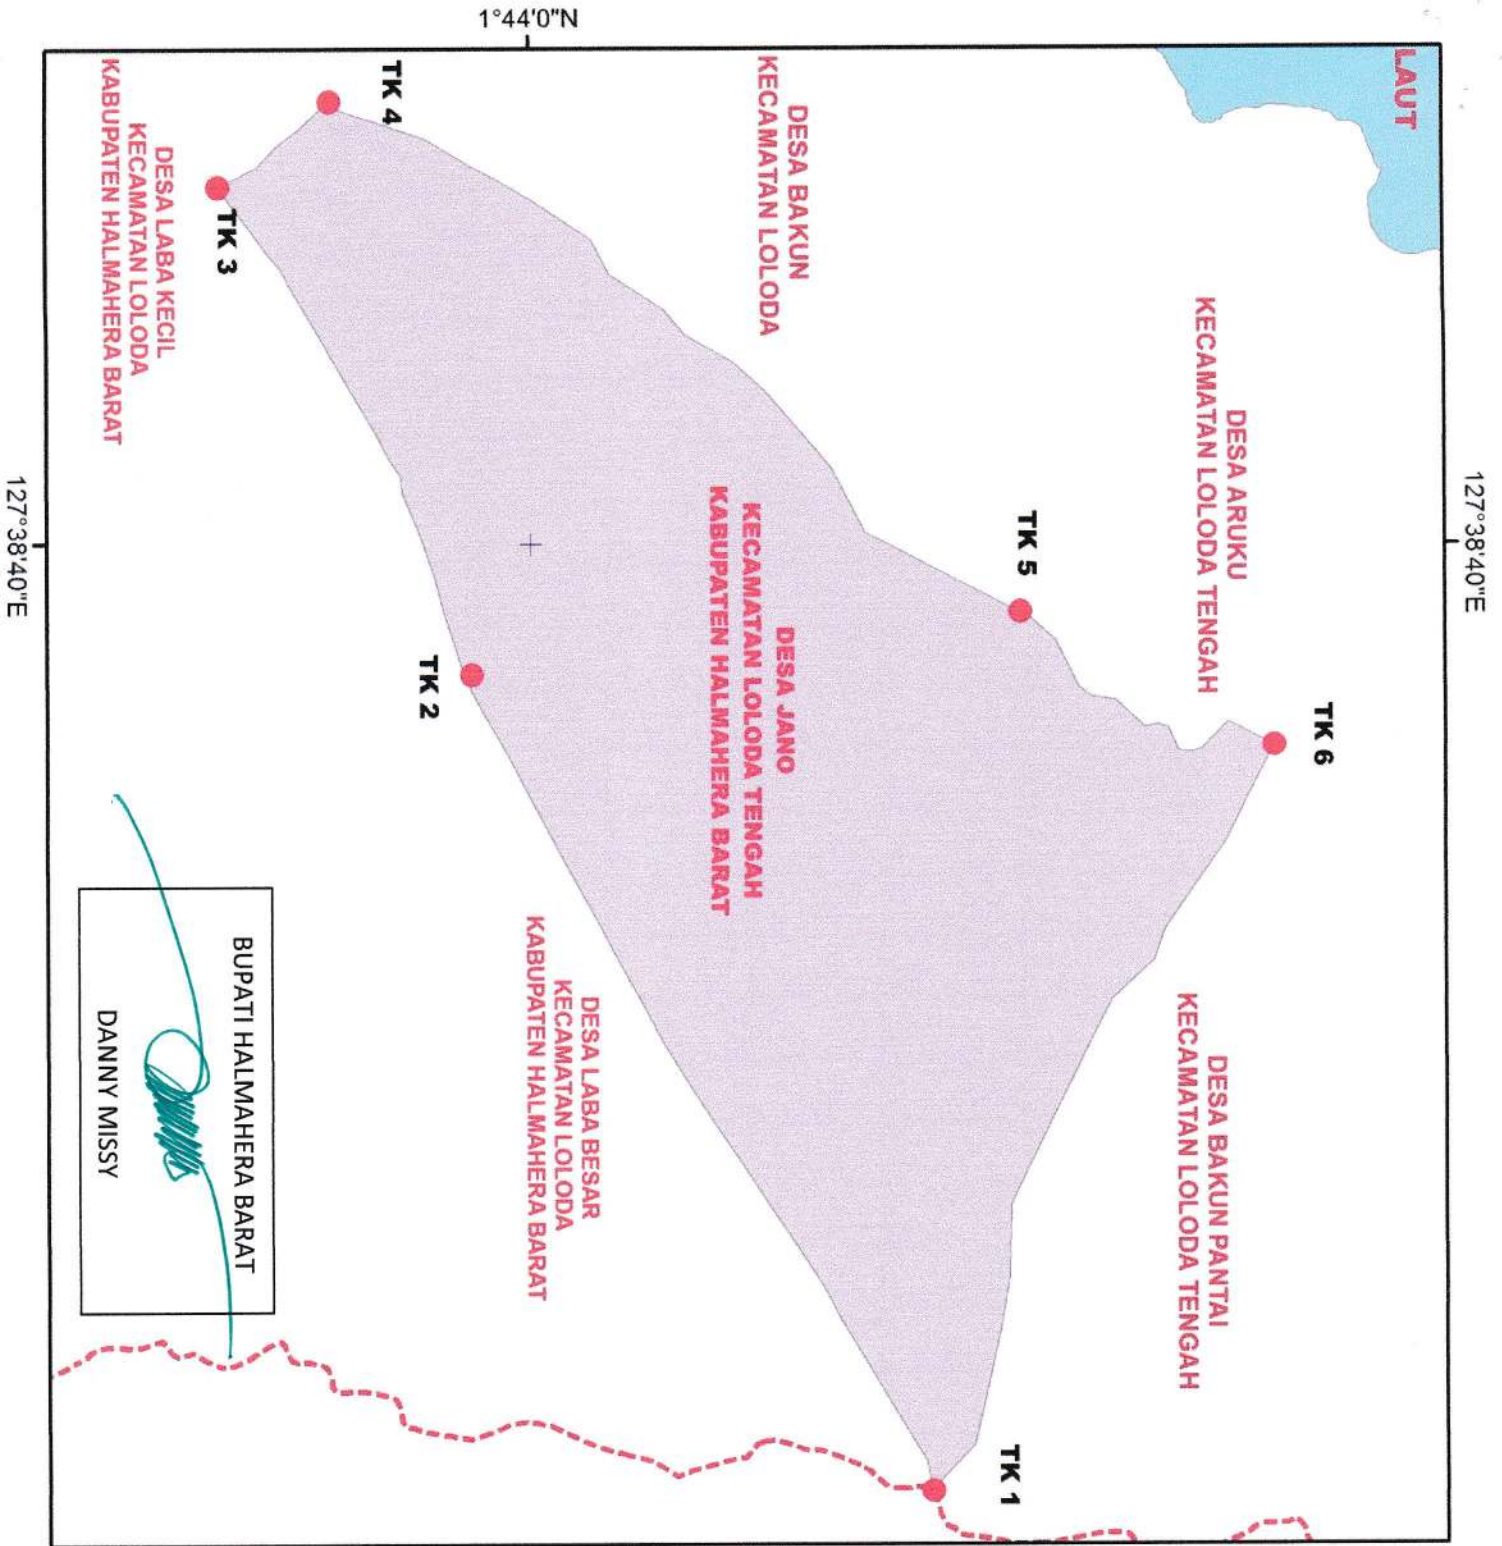 127°38'40"E
LAUT
DESA ARUKU
KECAMATAN LOLODA TENGAH
TK 6
DESA BAKUN PANTAI
KECAMATAN LOLODA TENGAH
TK 5
TK 1
DESA BAKUN
KECAMATAN LOLODA
DESA JANO
KECAMATAN LOLODA TENGAH
KABUPATEN HALMAHERA BARAT
1°44'0"N
DESA LABA BESAR
KECAMATAN LOLODA
KABUPATEN HALMAHERA BARAT
TK 4
TK 2
TK 3
DESA LABA KECIL
KECAMATAN LOLODA
KABUPATEN HALMAHERA BARAT
BUPATI HALMAHERA BARAT
DANNY MISSY
127°38'40"E